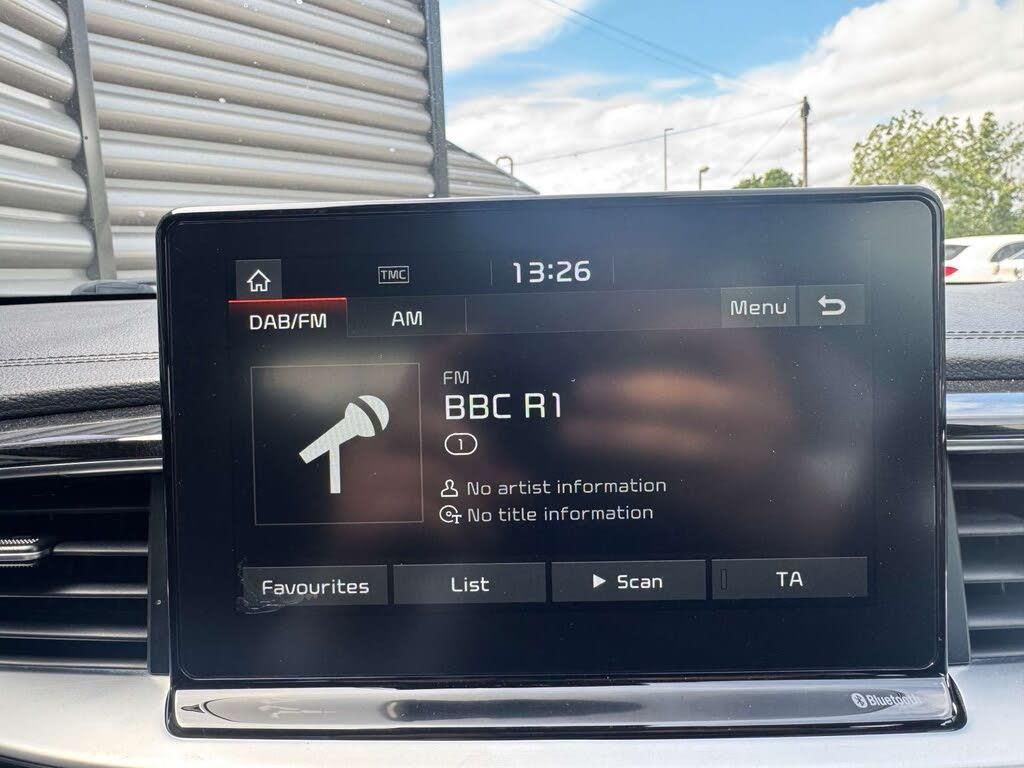 TMC
13:26
DAB/FM
AM
Menu
FM
BBC R1
1
No artist information
No title information
Favourites
List
Scan
TA
Bluetooth